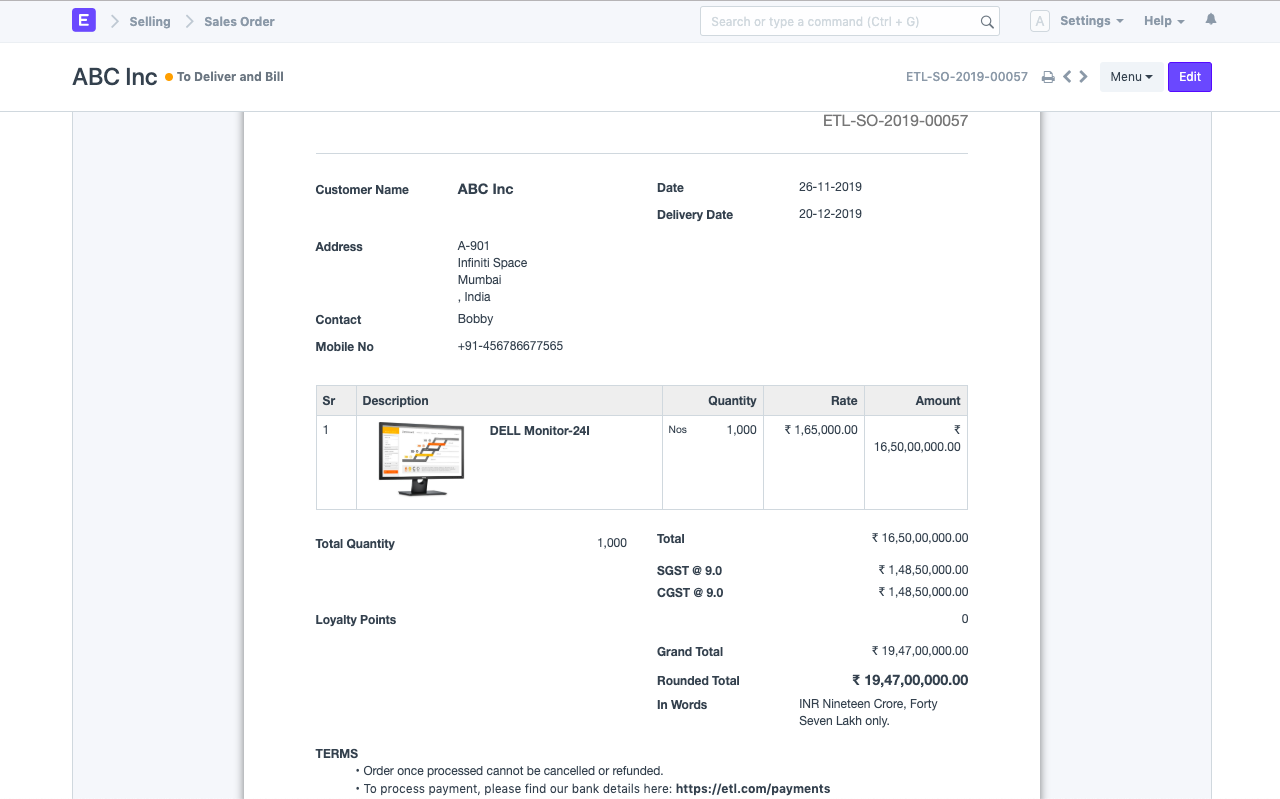 E Selling Sales Order Search or type a command (Ctrl + G) A Settings Help
ABC Inc To Deliver and Bill ETL-SO-2019-00057 Menu Edit
ETL-SO-2019-00057
Customer Name ABC Inc Date 26-11-2019
Delivery Date 20-12-2019
Address A-901
Infiniti Space
Mumbai
, India
Contact Bobby
Mobile No +91-456786677565
Sr Description Quantity Rate Amount
1 DELL Monitor-24I Nos 1,000 ₹ 1,65,000.00 ₹
16,50,00,000.00
Total Quantity 1,000 Total ₹ 16,50,00,000.00
SGST @ 9.0 ₹ 1,48,50,000.00
CGST @ 9.0 ₹ 1,48,50,000.00
Loyalty Points 0
Grand Total ₹ 19,47,00,000.00
Rounded Total ₹ 19,47,00,000.00
In Words INR Nineteen Crore, Forty
Seven Lakh only.
TERMS
• Order once processed cannot be cancelled or refunded.
• To process payment, please find our bank details here: https://etl.com/payments